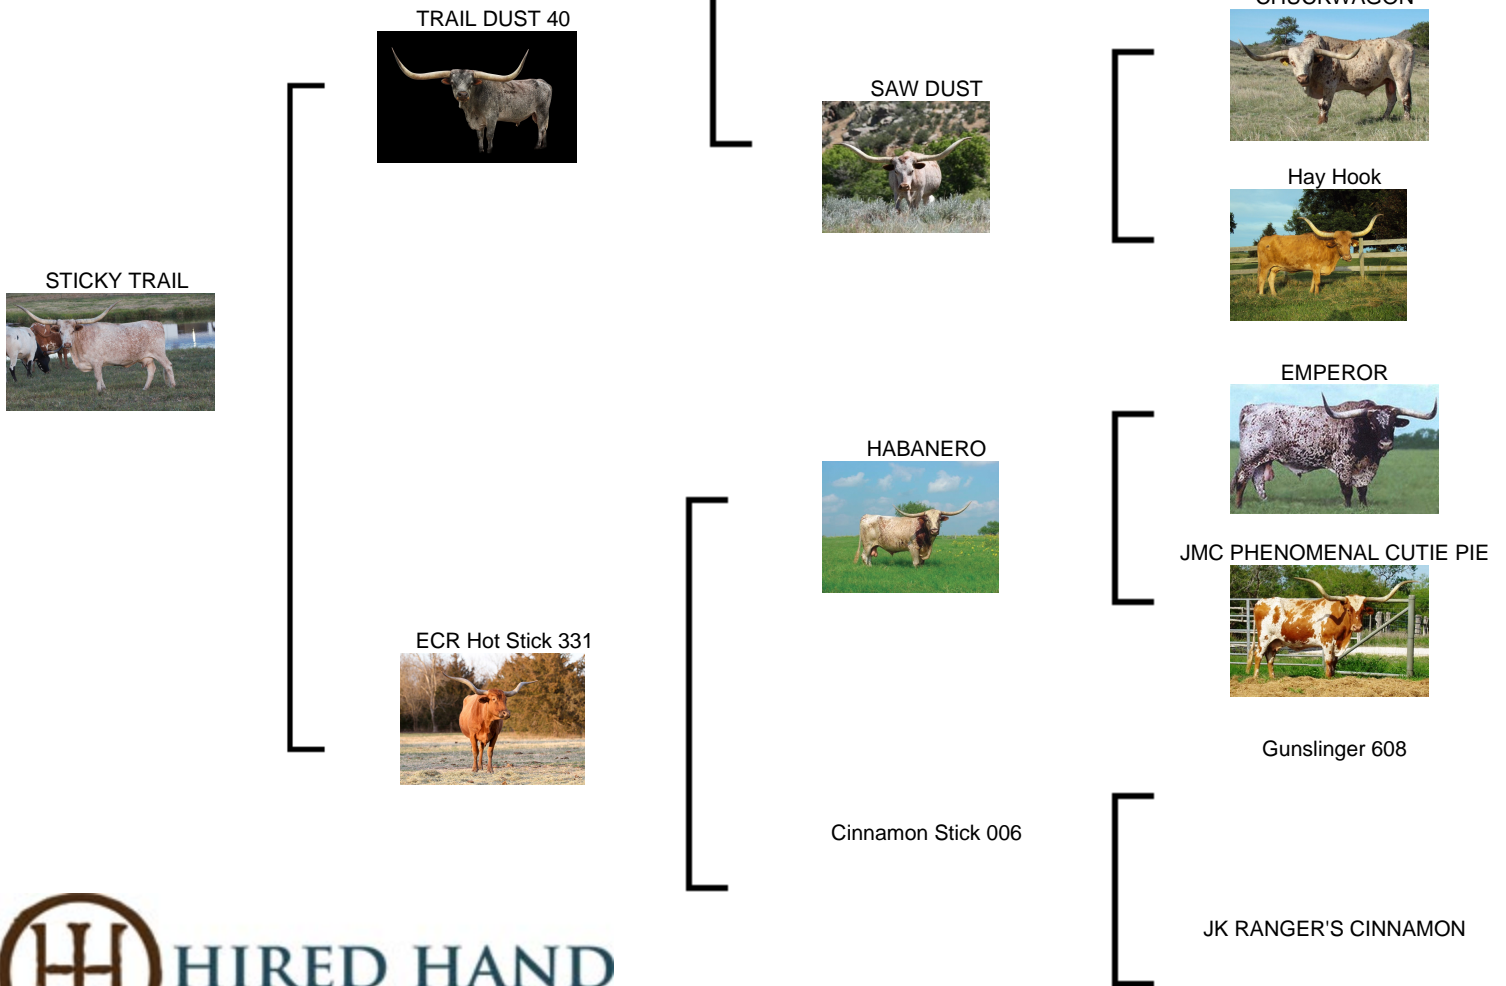 TRAIL DUST 40
SAW DUST
Hay Hook
STICKY TRAIL
EMPEROR
HABANERO
JMC PHENOMENAL CUTIE PIE
ECR Hot Stick 331
Gunslinger 608
Cinnamon Stick 006
JK RANGER'S CINNAMON
HIRED HAND